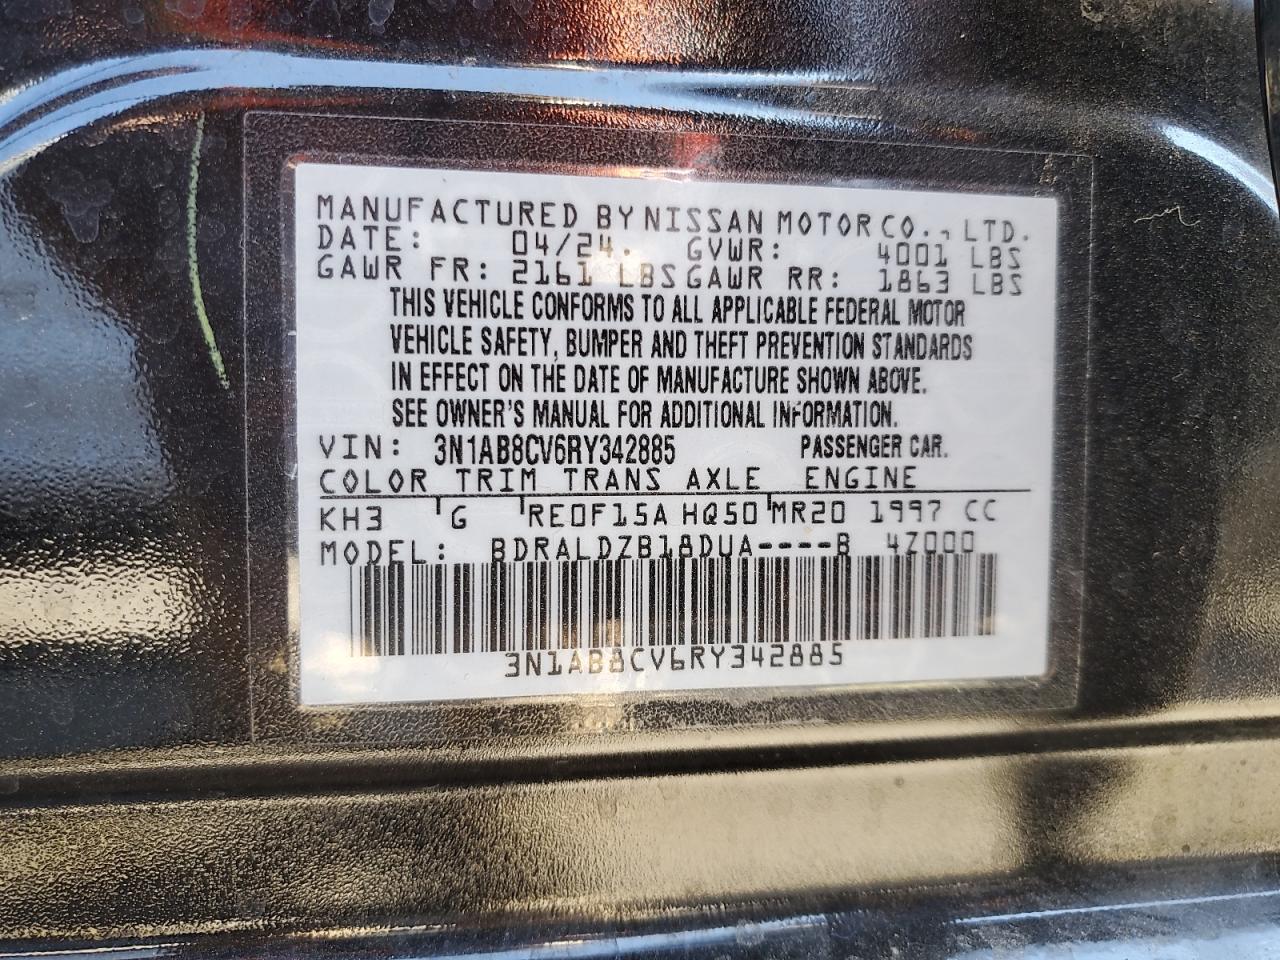 MANUFACTURED BY NISSAN MOTOR CO., LTD.
DATE: 04/24. GVWR: 4001 LBS
GAWR FR: 2161 LBS GAWR RR: 1863 LBS
THIS VEHICLE CONFORMS TO ALL APPLICABLE FEDERAL MOTOR
VEHICLE SAFETY, BUMPER AND THEFT PREVENTION STANDARDS
IN EFFECT ON THE DATE OF MANUFACTURE SHOWN ABOVE.
SEE OWNER'S MANUAL FOR ADDITIONAL INFORMATION.
VIN: 3N1AB8CV6RY342885 PASSENGER CAR.
COLOR TRIM TRANS AXLE ENGINE
KH3 G RE0F15A HQ50 MR20 1997 CC
MODEL: BDRALDZB18DUA----B 4Z000
3N1AB8CV6RY342885